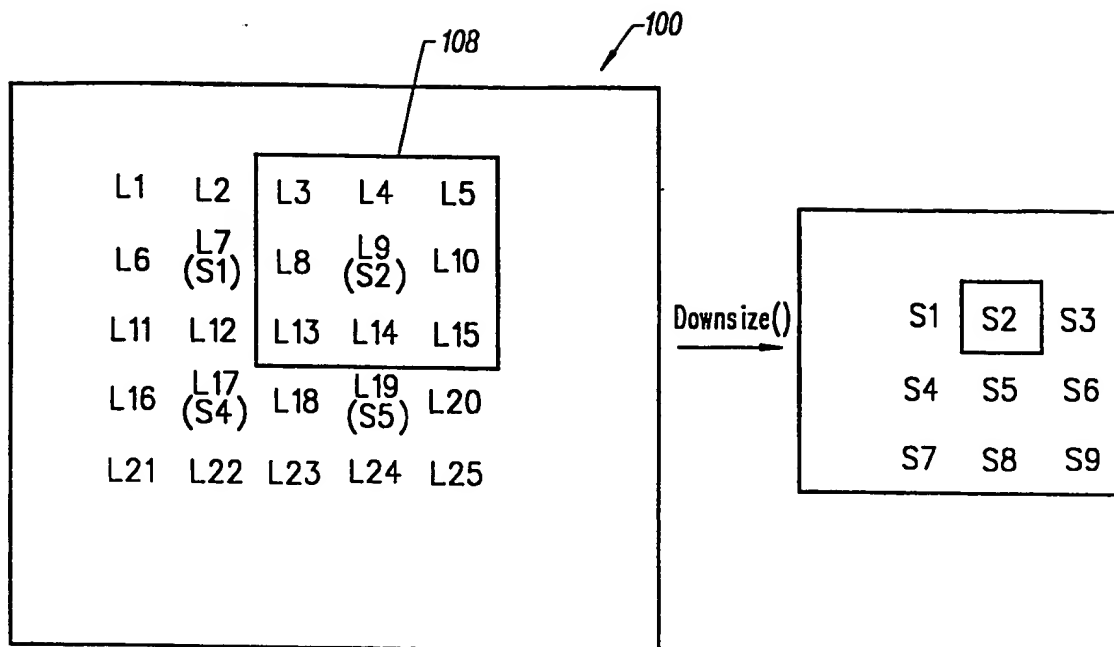 108
100
L1 L2 L3 L4 L5
L6 L7 (S1) L8 L9 (S2) L10
L11 L12 L13 L14 L15
L16 L17 (S4) L18 L19 (S5) L20
L21 L22 L23 L24 L25
Downsize()
S1 S2 S3
S4 S5 S6
S7 S8 S9